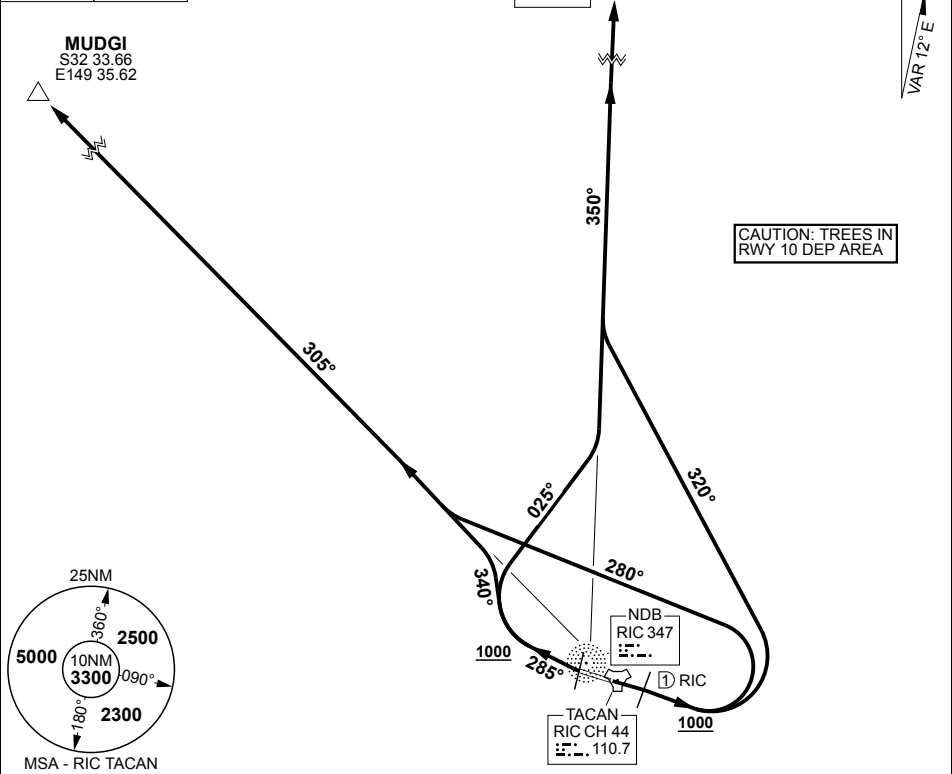 MUDGI
S32 33.66
E149 35.62
VAR 12° E
350°
CAUTION: TREES IN
RWY 10 DEP AREA
305°
320°
025°
280°
340°
NDB
RIC 347
1000
285°
1 RIC
TACAN
RIC CH 44
110.7
1000
25NM
360°
2500
5000
10NM
3300
090°
180°
2300
MSA - RIC TACAN